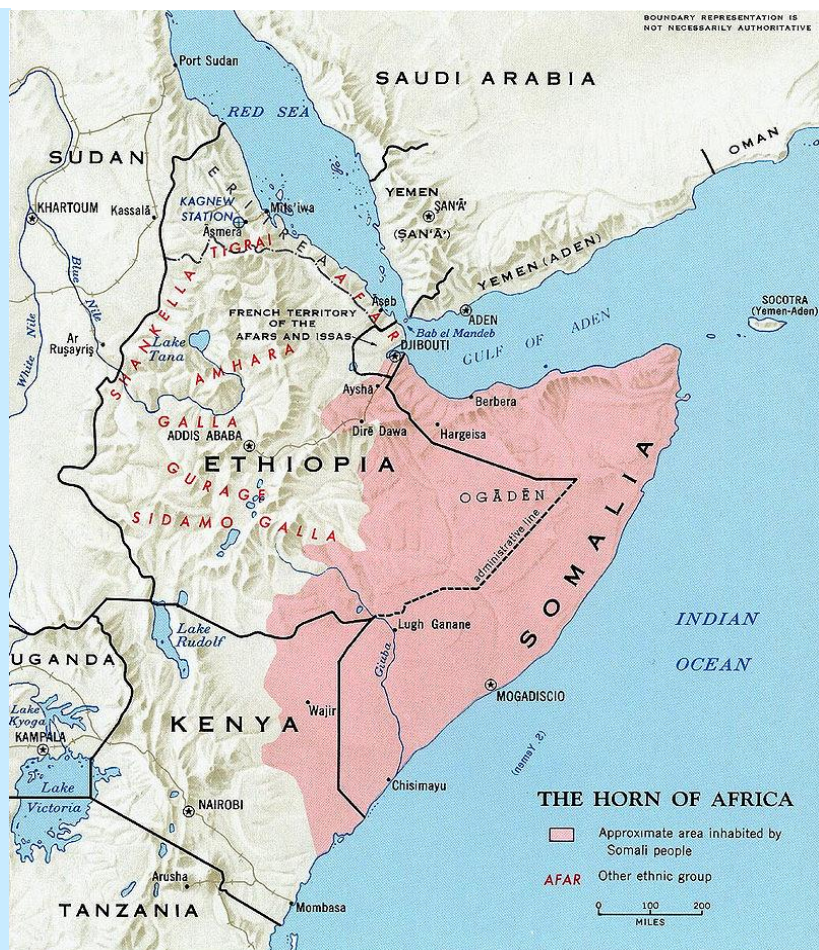 BOUNDARY REPRESENTATION IS
NOT NECESSARILY AUTHORITATIVE
Port Sudan
SAUDI ARABIA
RED SEA
OMAN
SUDAN
ERITREA
YEMEN
KAGNEW
STATION
Mits'iwa
ṢAN'Ā'
KHARTOUM
Kassalā
Āsmera
(ṢAN'Ā')
TIGRAI
YEMEN (ADEN)
Blue Nile
White Nile
SHANKELLA
AFAR
Āseb
SOCOTRA
(Yemen-Aden)
FRENCH TERRITORY
OF THE
AFARS AND ISSAS
ADEN
Bab el Mandeb
Ar
Ruṣayriṣ
Lake
Tana
DJIBOUTI
GULF OF ADEN
AMHARA
Ayshā
Berbera
GALLA
ADDIS ABABA
Dirē Dawa
Hargeisa
ETHIOPIA
GURAGE
OGĀDĒN
SIDAMO GALLA
administrative line
SOMALIA
Lugh Ganane
INDIAN
OCEAN
Lake
Rudolf
UGANDA
Giuba
MOGADISCIO
Wajir
Lake
Kyoga
KENYA
KAMPALA
(S. Yemen)
Chisimayu
Lake
Victoria
NAIROBI
THE HORN OF AFRICA
Approximate area inhabited by
Somali people
AFAR Other ethnic group
Arusha
TANZANIA
Mombasa
0 100 200
MILES